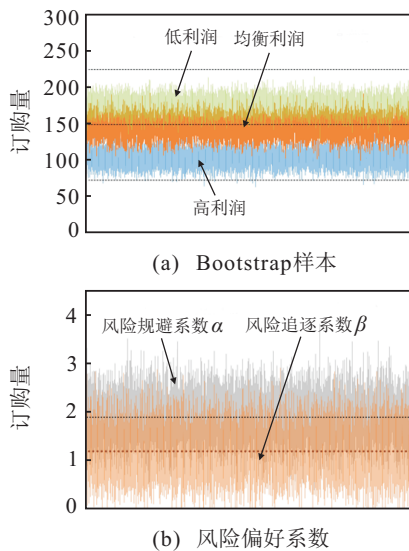 300
250
200
150
100
50
0
订购量
低利润
均衡利润
高利润
(a) Bootstrap样本
4
3
2
1
0
订购量
风险规避系数α
风险追逐系数β
(b) 风险偏好系数